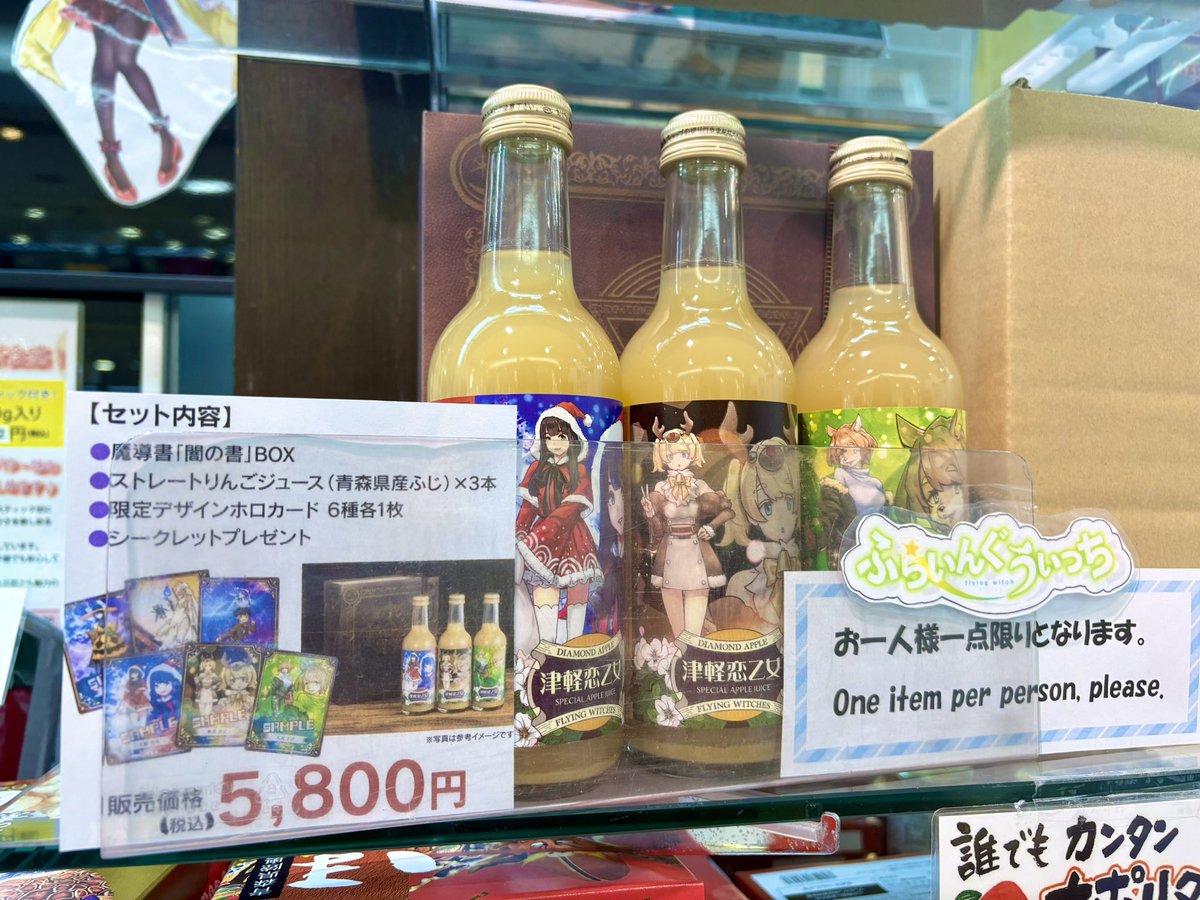 【セット内容】
●魔導書「闇の書」BOX
●ストレートりんごジュース（青森県産ふじ）×3本
●限定デザインホロカード 6種各1枚
●シークレットプレゼント
SAMPLE
SAMPLE
SAMPLE
※写真は参考イメージです
販売価格
（税込）
5,800円
DIAMOND APPLE
津軽恋乙女
SPECIAL APPLE JUICE
FLYING WITCHES
DIAMOND APPLE
津軽恋乙女
SPECIAL APPLE JUICE
FLYING WITCHES
ふらいんぐうぃっち
flying witch
お一人様一点限りとなります。
One item per person, please.
誰でもカンタン